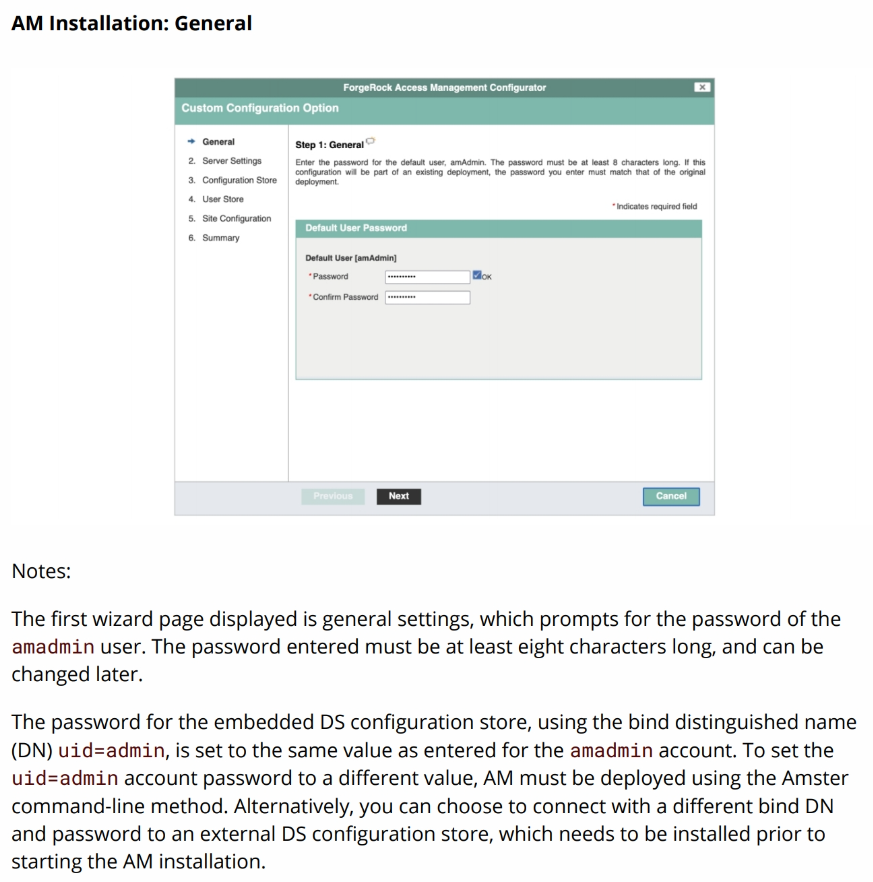 AM Installation: General
ForgeRock Access Management Configurator
Custom Configuration Option
General
2. Server Settings
3. Configuration Store
4. User Store
5. Site Configuration
6. Summary
Step 1: General
Enter the password for the default user, amAdmin. The password must be at least 8 characters long. If this
configuration will be part of an existing deployment, the password you enter must match that of the original
deployment.
* Indicates required field
Default User Password
Default User [amAdmin]
* Password
OK
* Confirm Password
Previous
Next
Cancel
Notes:
The first wizard page displayed is general settings, which prompts for the password of the
amadmin user. The password entered must be at least eight characters long, and can be
changed later.
The password for the embedded DS configuration store, using the bind distinguished name
(DN) uid=admin, is set to the same value as entered for the amadmin account. To set the
uid=admin account password to a different value, AM must be deployed using the Amster
command-line method. Alternatively, you can choose to connect with a different bind DN
and password to an external DS configuration store, which needs to be installed prior to
starting the AM installation.